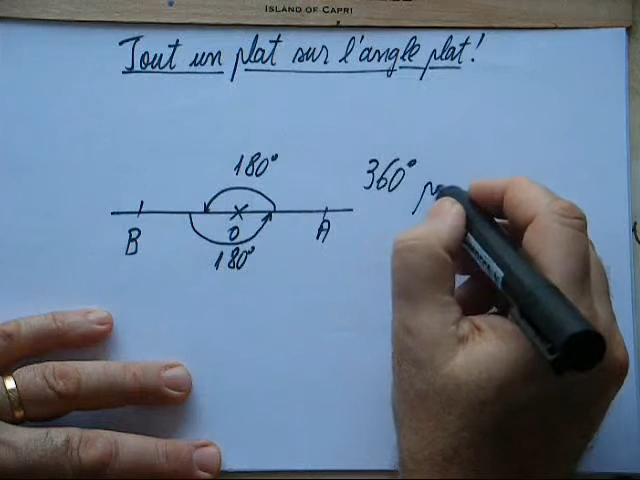 ISLAND OF CAPRI
Tout un plat sur l'angle plat!
180°
360°
B
O
A
180°